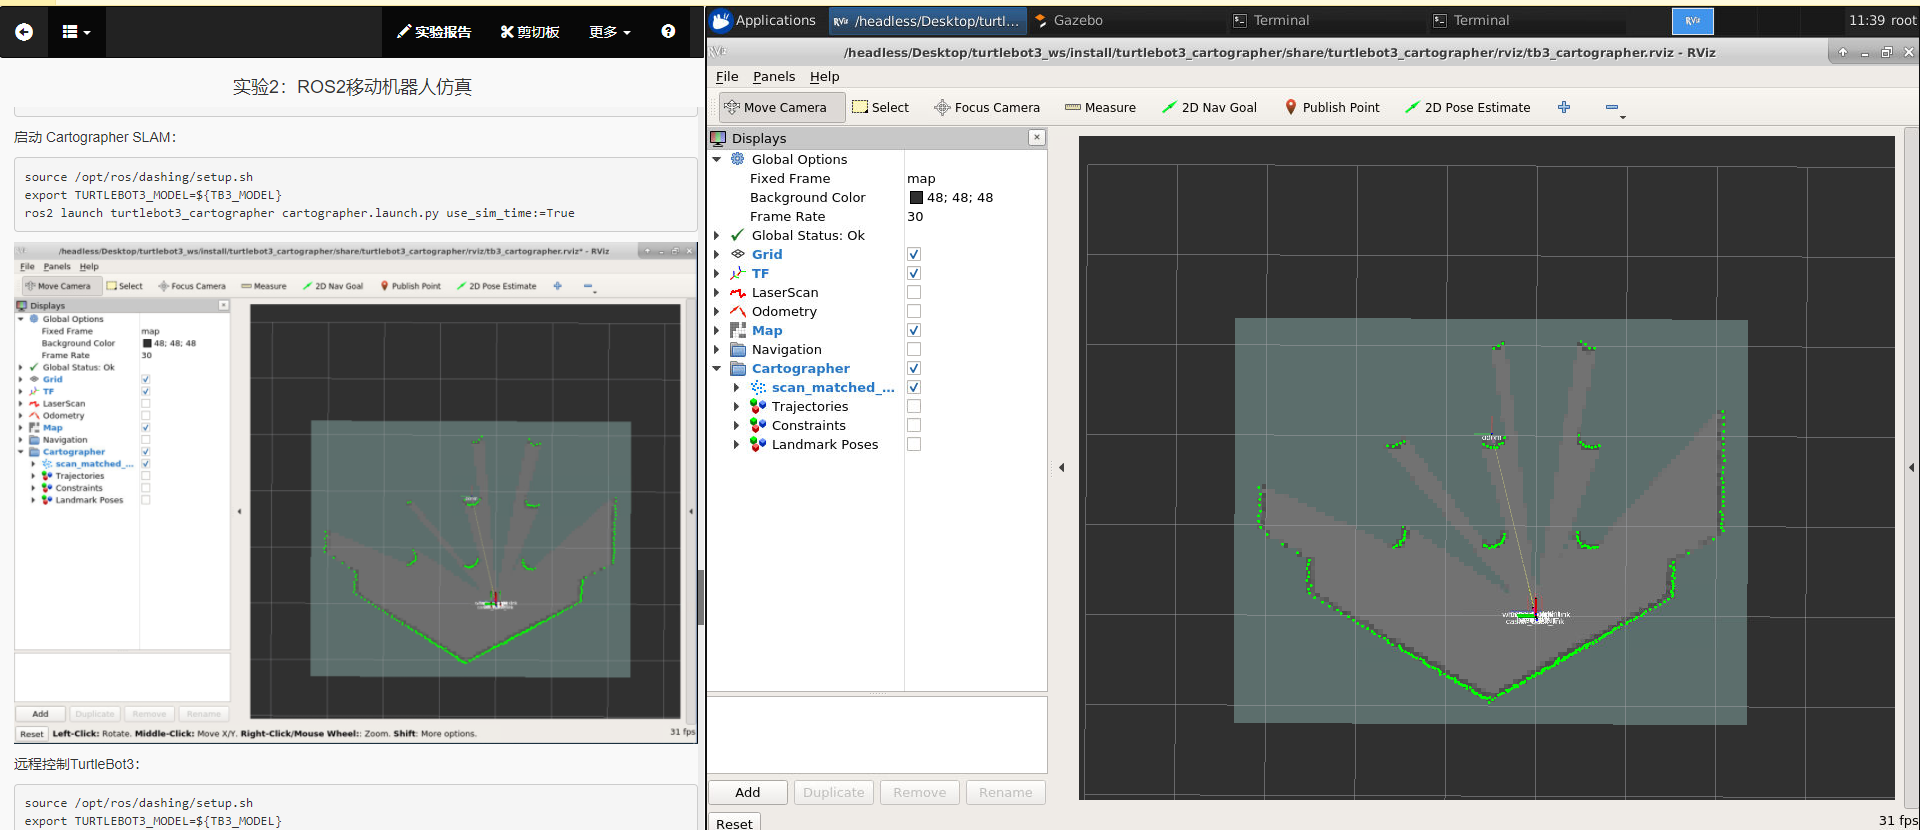 实验报告
剪切板
更多
实验2：ROS2移动机器人仿真
启动 Cartographer SLAM：
source /opt/ros/dashing/setup.sh
export TURTLEBOT3_MODEL=${TB3_MODEL}
ros2 launch turtlebot3_cartographer cartographer.launch.py use_sim_time:=True
/headless/Desktop/turtlebot3_ws/install/turtlebot3_cartographer/share/turtlebot3_cartographer/rviz/tb3_cartographer.rviz* - RViz
File Panels Help
Move Camera Select Focus Camera Measure 2D Nav Goal Publish Point 2D Pose Estimate
Displays
Global Options
Fixed Frame map
Background Color 48; 48; 48
Frame Rate 30
Global Status: Ok
Grid
TF
LaserScan
Odometry
Map
Navigation
Cartographer
scan_matched_...
Trajectories
Constraints
Landmark Poses
Add Duplicate Remove Rename
Reset Left-Click: Rotate. Middle-Click: Move X/Y. Right-Click/Mouse Wheel:: Zoom. Shift: More options. 31 fps
远程控制TurtleBot3：
source /opt/ros/dashing/setup.sh
export TURTLEBOT3_MODEL=${TB3_MODEL}
Applications RViz /headless/Desktop/turtl... Gazebo Terminal Terminal RViz 11:39 root
/headless/Desktop/turtlebot3_ws/install/turtlebot3_cartographer/share/turtlebot3_cartographer/rviz/tb3_cartographer.rviz - RViz
File Panels Help
Move Camera Select Focus Camera Measure 2D Nav Goal Publish Point 2D Pose Estimate
Displays
Global Options
Fixed Frame map
Background Color 48; 48; 48
Frame Rate 30
Global Status: Ok
Grid
TF
LaserScan
Odometry
Map
Navigation
Cartographer
scan_matched_...
Trajectories
Constraints
Landmark Poses
odom
Add Duplicate Remove Rename
Reset 31 fps